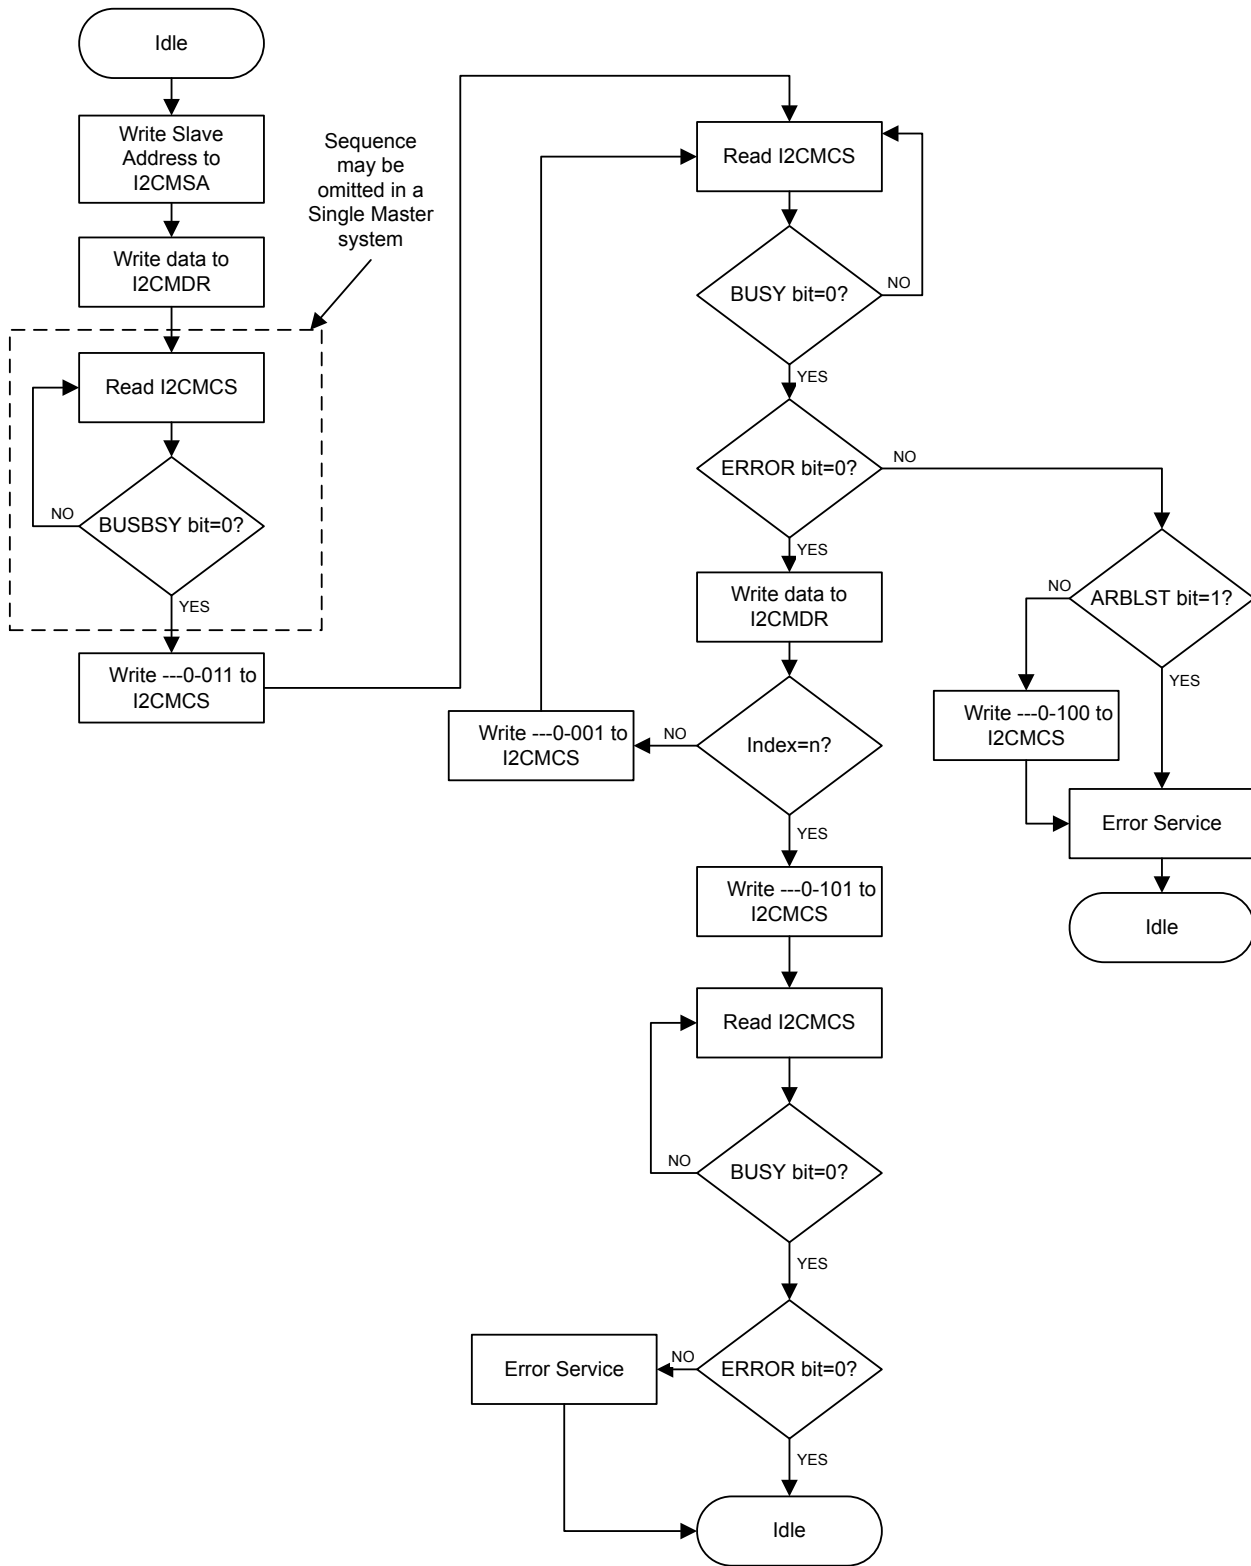 Idle
Write Slave
Address to
I2CMSA
Write data to
I2CMDR
Sequence
may be
omitted in a
Single Master
system
Read I2CMCS
BUSBSY bit=0?
NO
YES
Write ---0-011 to
I2CMCS
Read I2CMCS
BUSY bit=0?
NO
YES
ERROR bit=0?
NO
YES
Write data to
I2CMDR
Index=n?
NO
Write ---0-001 to
I2CMCS
YES
ARBLST bit=1?
NO
YES
Write ---0-100 to
I2CMCS
Error Service
Idle
Write ---0-101 to
I2CMCS
Read I2CMCS
BUSY bit=0?
NO
YES
ERROR bit=0?
NO
Error Service
YES
Idle